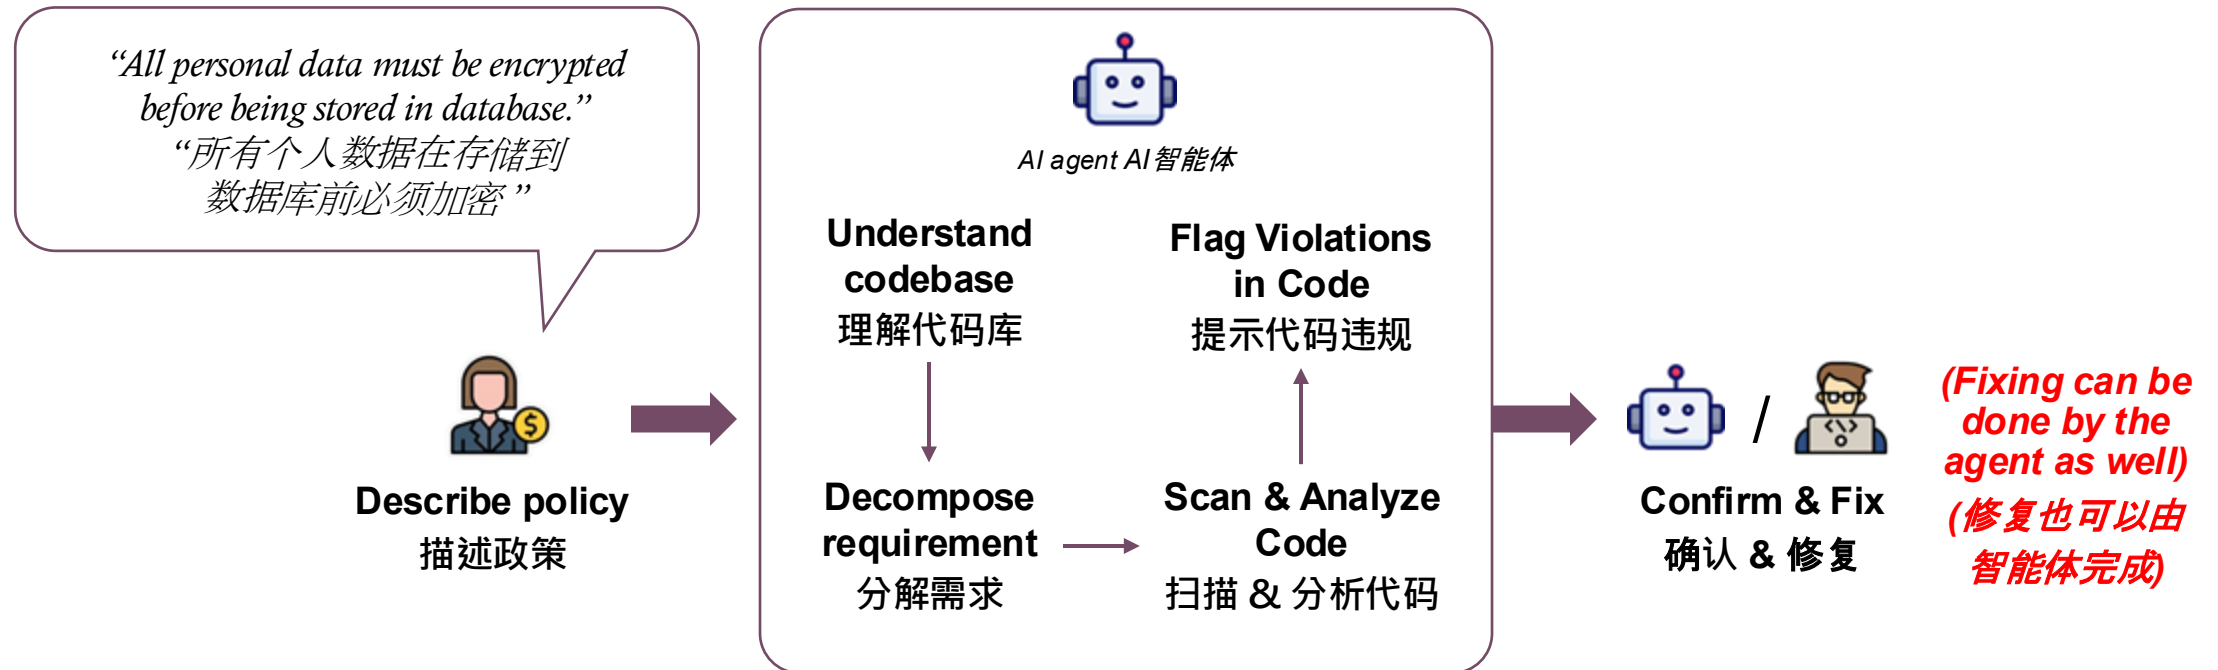 “All personal data must be encrypted
before being stored in database.”
“所有个人数据在存储到
数据库前必须加密 ”
Describe policy
描述政策
AI agent AI智能体
Understand
codebase
理解代码库
Decompose
requirement
分解需求
Scan & Analyze
Code
扫描 & 分析代码
Flag Violations
in Code
提示代码违规
/
Confirm & Fix
确认 & 修复
(Fixing can be
done by the
agent as well)
(修复也可以由
智能体完成)